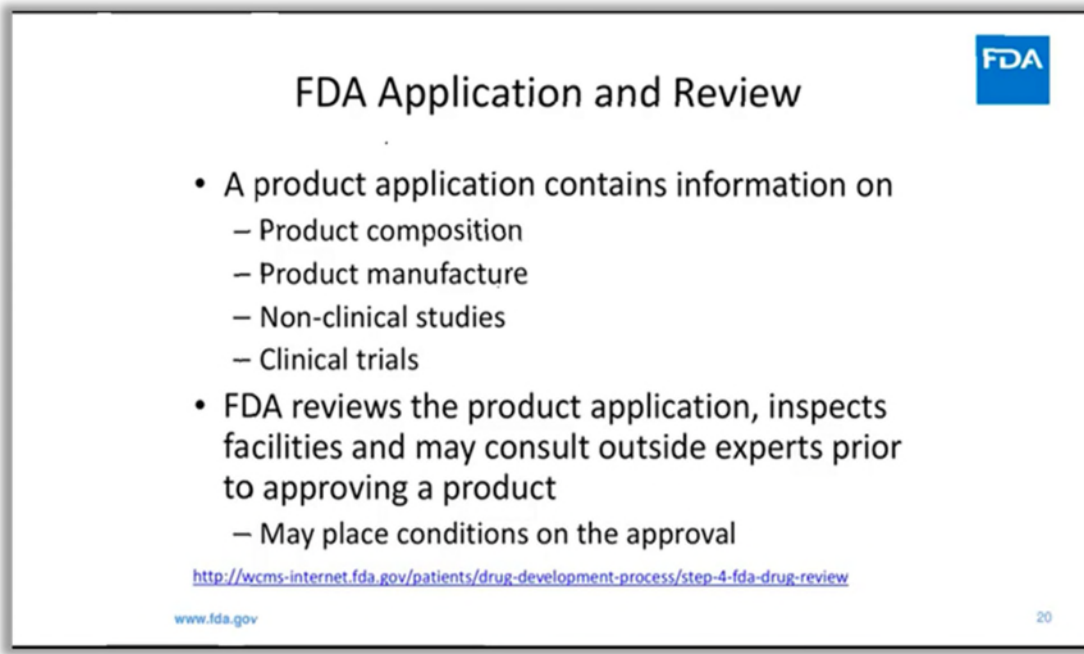 FDA
FDA Application and Review
• A product application contains information on
– Product composition
– Product manufacture
– Non-clinical studies
– Clinical trials
• FDA reviews the product application, inspects
facilities and may consult outside experts prior
to approving a product
– May place conditions on the approval
http://wcms-internet.fda.gov/patients/drug-development-process/step-4-fda-drug-review
www.fda.gov
20